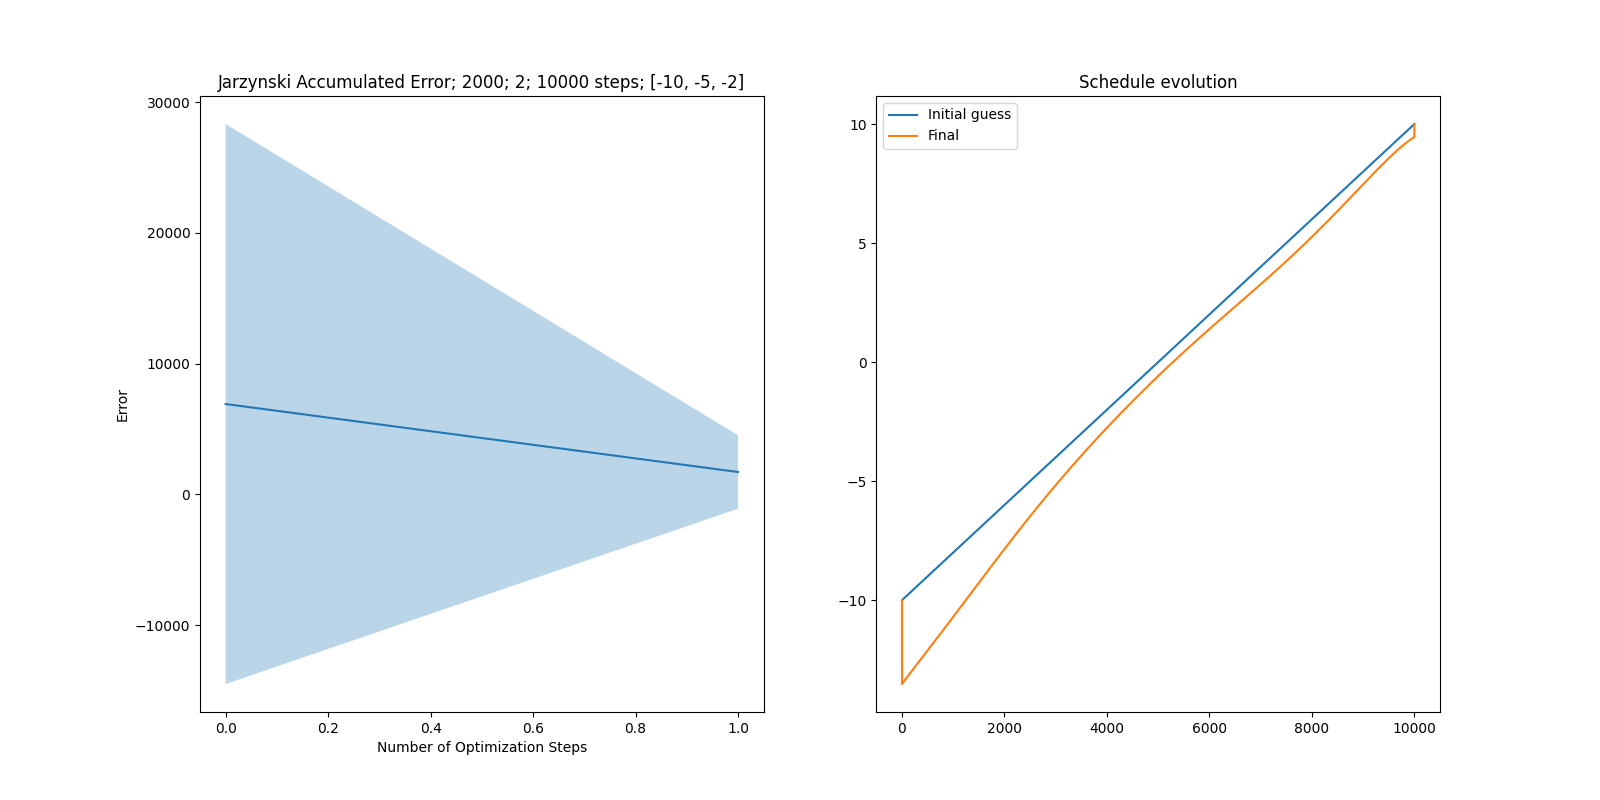 Jarzynski Accumulated Error; 2000; 2; 10000 steps; [-10, -5, -2]
30000
20000
10000
0
−10000
Error
0.0 0.2 0.4 0.6 0.8 1.0
Number of Optimization Steps
Schedule evolution
Initial guess
Final
10
5
0
−5
−10
0 2000 4000 6000 8000 10000